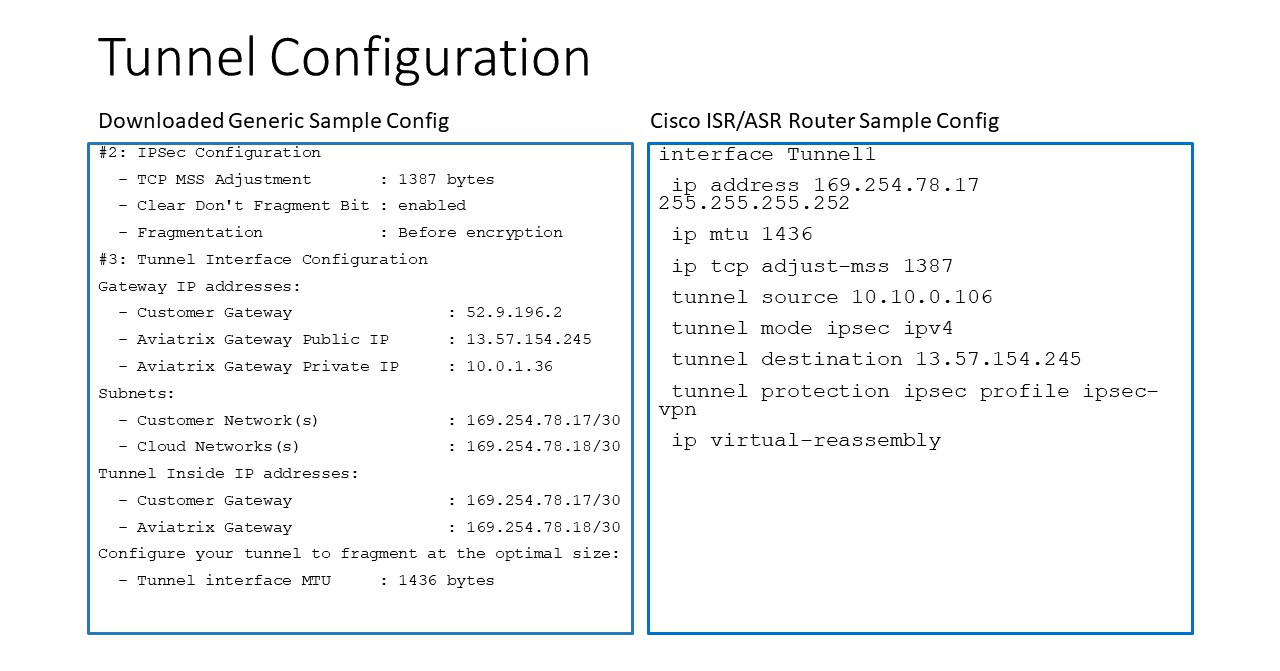 Tunnel Configuration
Downloaded Generic Sample Config
#2: IPSec Configuration
- TCP MSS Adjustment : 1387 bytes
- Clear Don't Fragment Bit : enabled
- Fragmentation : Before encryption
#3: Tunnel Interface Configuration
Gateway IP addresses:
- Customer Gateway : 52.9.196.2
- Aviatrix Gateway Public IP : 13.57.154.245
- Aviatrix Gateway Private IP : 10.0.1.36
Subnets:
- Customer Network(s) : 169.254.78.17/30
- Cloud Networks(s) : 169.254.78.18/30
Tunnel Inside IP addresses:
- Customer Gateway : 169.254.78.17/30
- Aviatrix Gateway : 169.254.78.18/30
Configure your tunnel to fragment at the optimal size:
- Tunnel interface MTU : 1436 bytes
Cisco ISR/ASR Router Sample Config
interface Tunnel1
ip address 169.254.78.17
255.255.255.252
ip mtu 1436
ip tcp adjust-mss 1387
tunnel source 10.10.0.106
tunnel mode ipsec ipv4
tunnel destination 13.57.154.245
tunnel protection ipsec profile ipsec-
vpn
ip virtual-reassembly